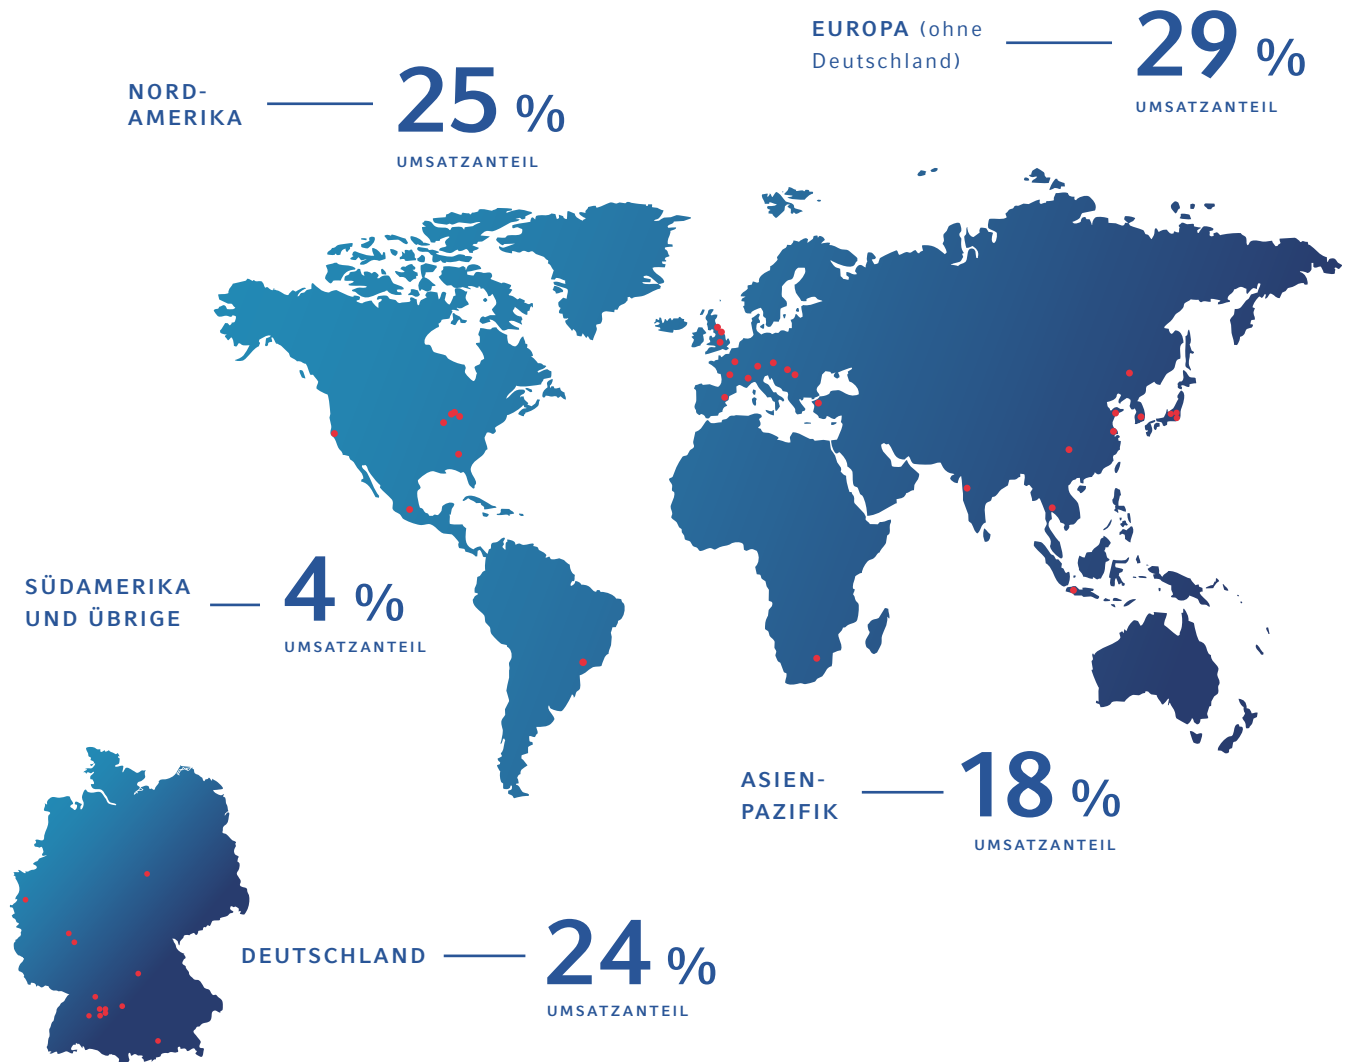 EUROPA (ohne
Deutschland)
29 %
UMSATZANTEIL
NORD-
AMERIKA
25 %
UMSATZANTEIL
SÜDAMERIKA
UND ÜBRIGE
4 %
UMSATZANTEIL
ASIEN-
PAZIFIK
18 %
UMSATZANTEIL
DEUTSCHLAND
24 %
UMSATZANTEIL